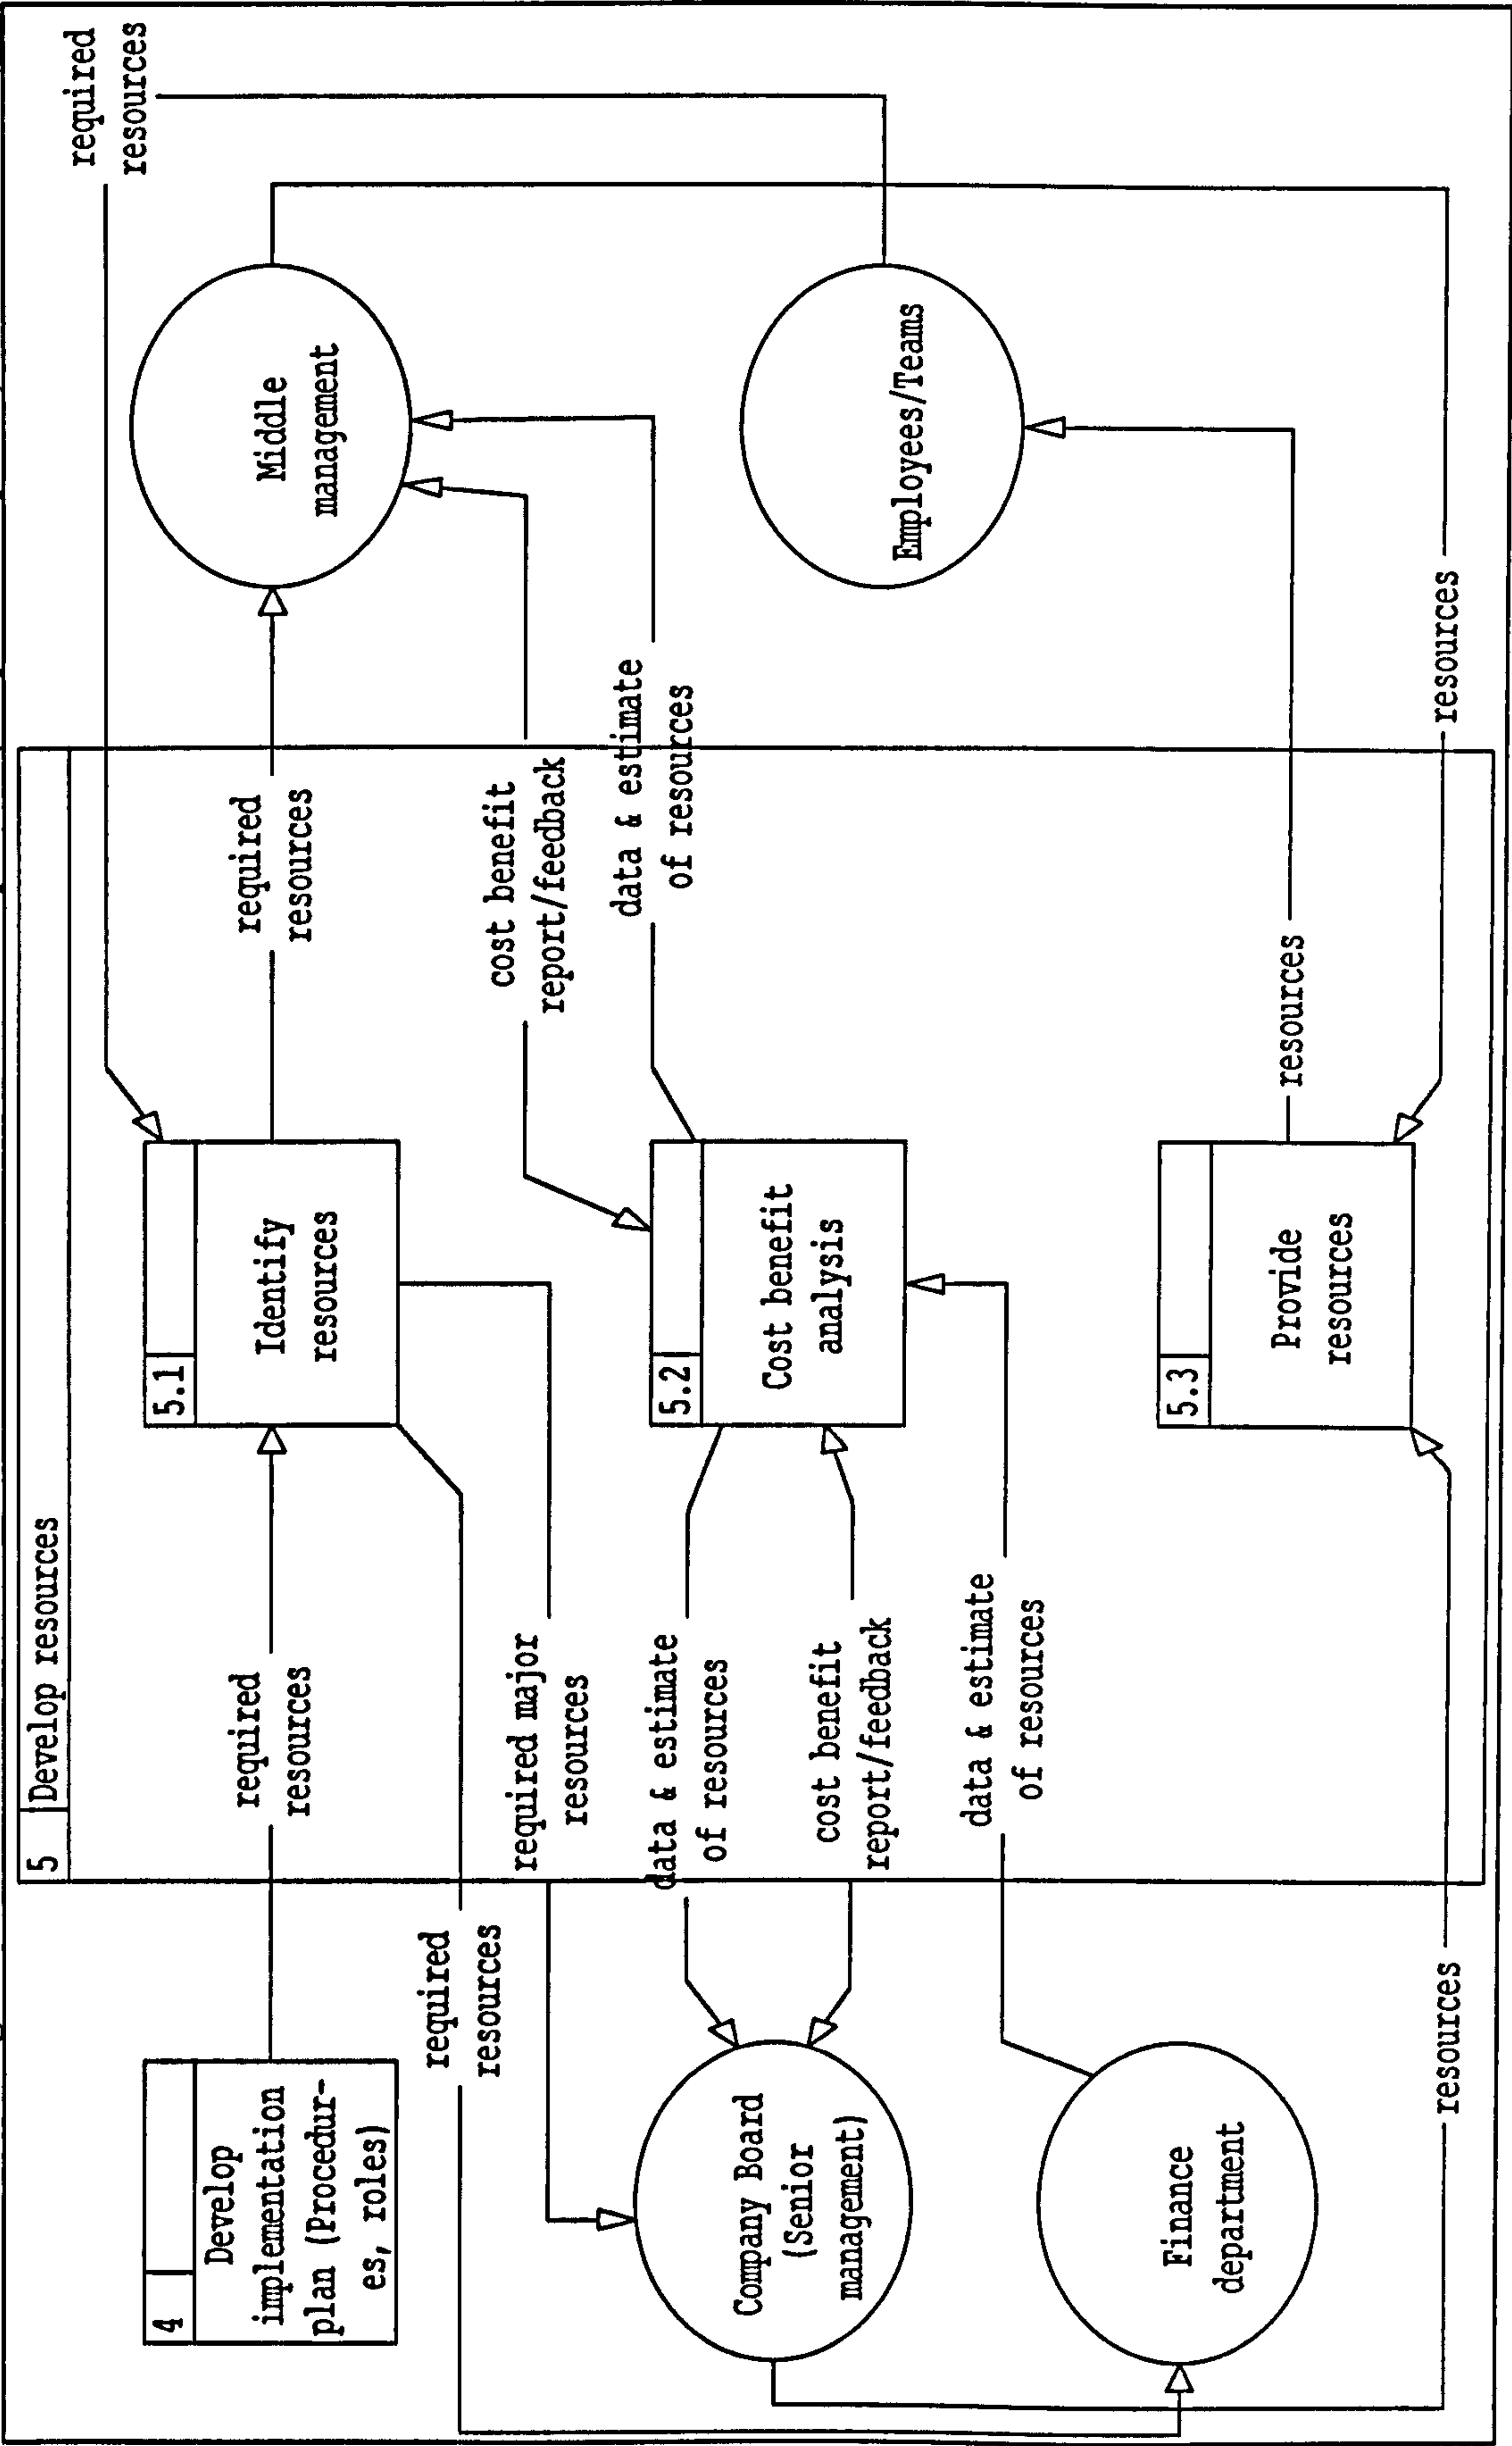 5
Develop resources
4
Develop
implementation
plan (Procedur-
es, roles)
required
resources
5.1
Identify
resources
required
resources
Middle
management
required
resources
required
resources
required major
resources
cost benefit
report/feedback
data & estimate
of resources
Company Board
(Senior
management)
data & estimate
of resources
cost benefit
report/feedback
5.2
Cost benefit
analysis
Employees/Teams
data & estimate
of resources
Finance
department
5.3
Provide
resources
resources
resources
resources